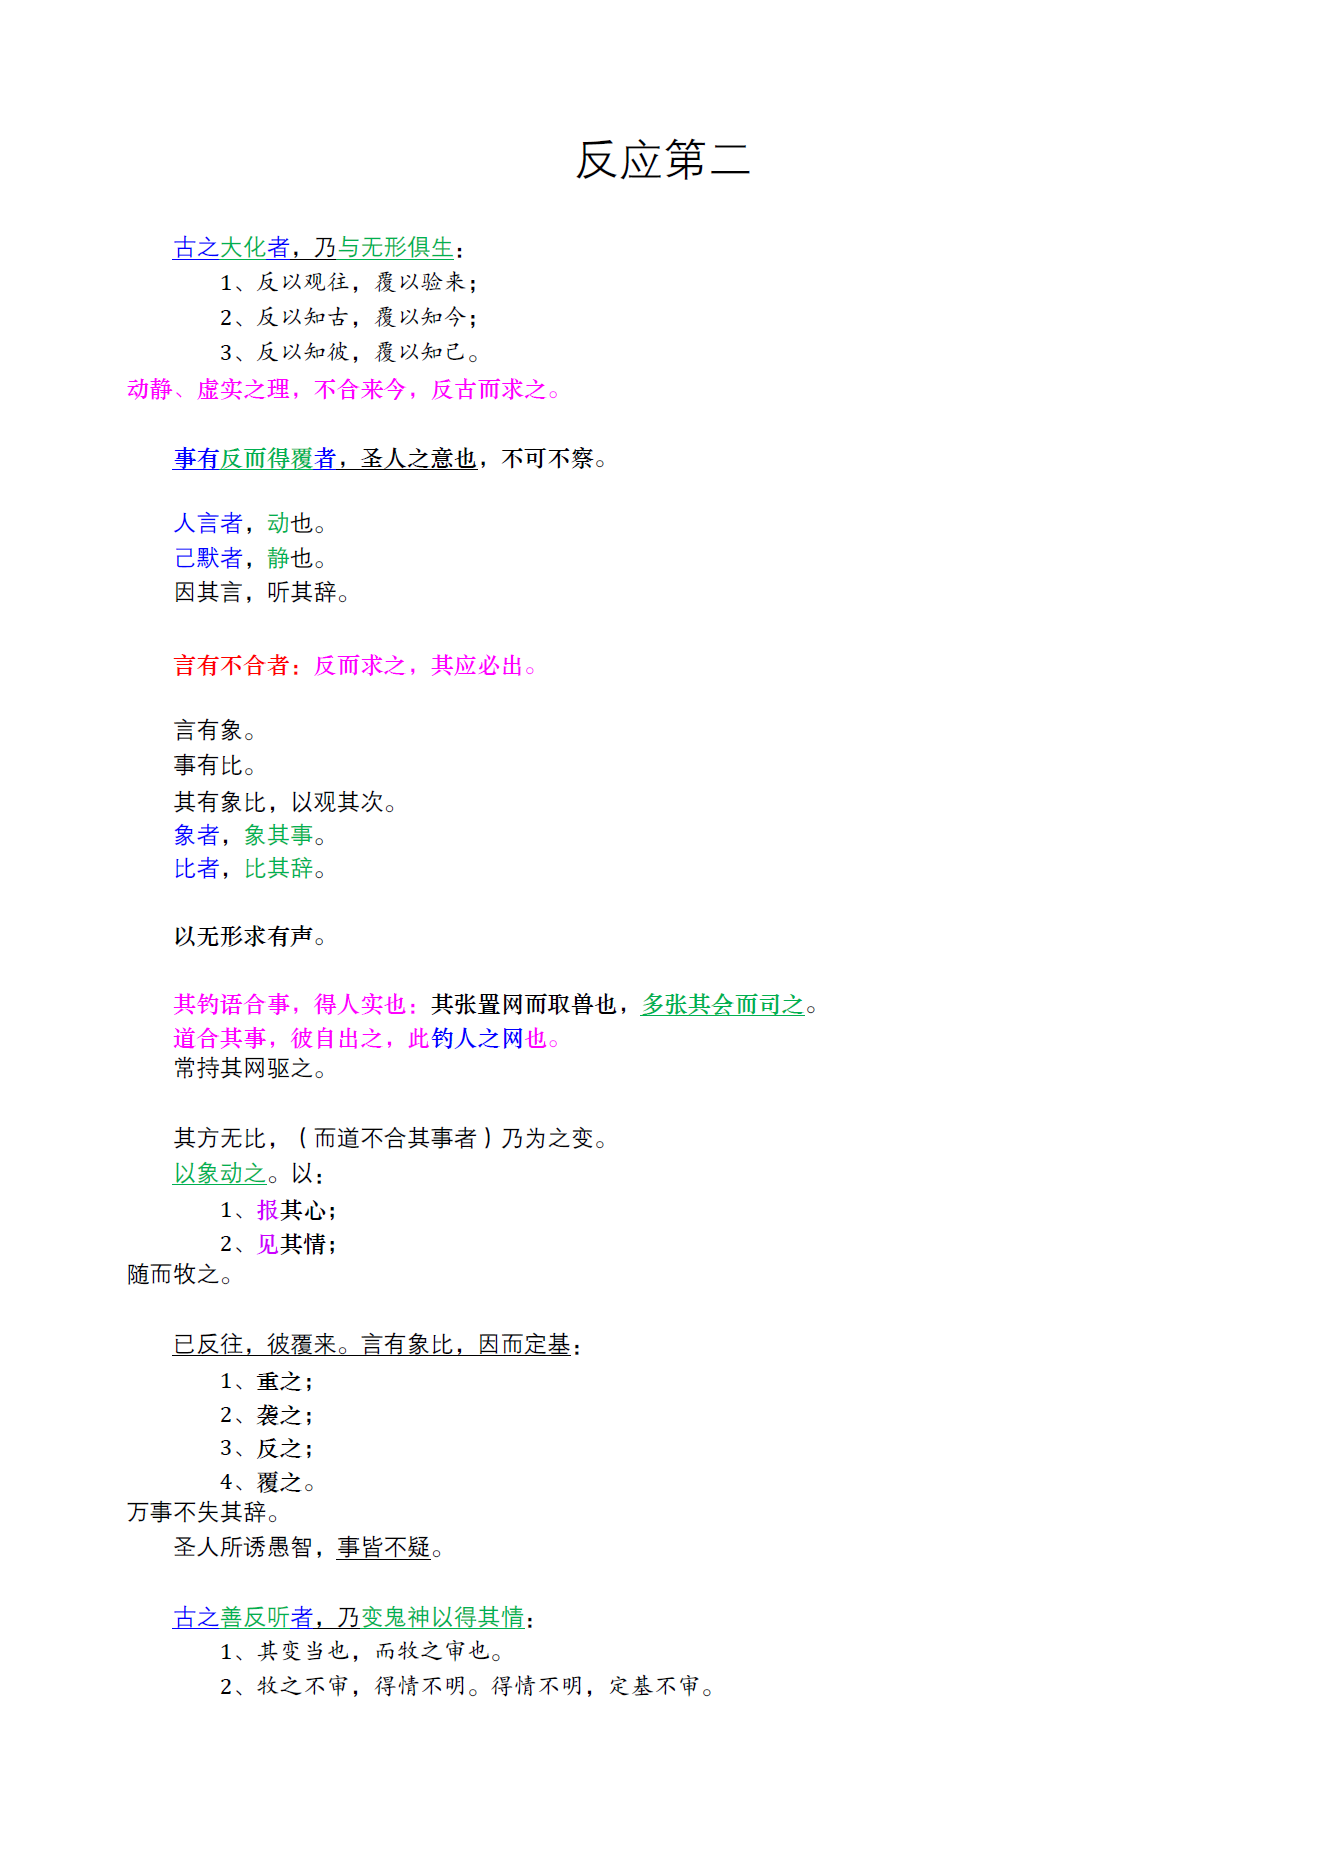 反应第二
古之大化者，乃与无形俱生：
1、反以观往，覆以验来；
2、反以知古，覆以知今；
3、反以知彼，覆以知己。
动静、虚实之理，不合来今，反古而求之。
事有反而得覆者，圣人之意也，不可不察。
人言者，动也。
己默者，静也。
因其言，听其辞。
言有不合者：反而求之，其应必出。
言有象。
事有比。
其有象比，以观其次。
象者，象其事。
比者，比其辞。
以无形求有声。
其钓语合事，得人实也：其张置网而取兽也，多张其会而司之。
道合其事，彼自出之，此钓人之网也。
常持其网驱之。
其方无比，（而道不合其事者）乃为之变。
以象动之。以：
1、报其心；
2、见其情；
随而牧之。
已反往，彼覆来。言有象比，因而定基：
1、重之；
2、袭之；
3、反之；
4、覆之。
万事不失其辞。
圣人所诱愚智，事皆不疑。
古之善反听者，乃变鬼神以得其情：
1、其变当也，而牧之审也。
2、牧之不审，得情不明。得情不明，定基不审。